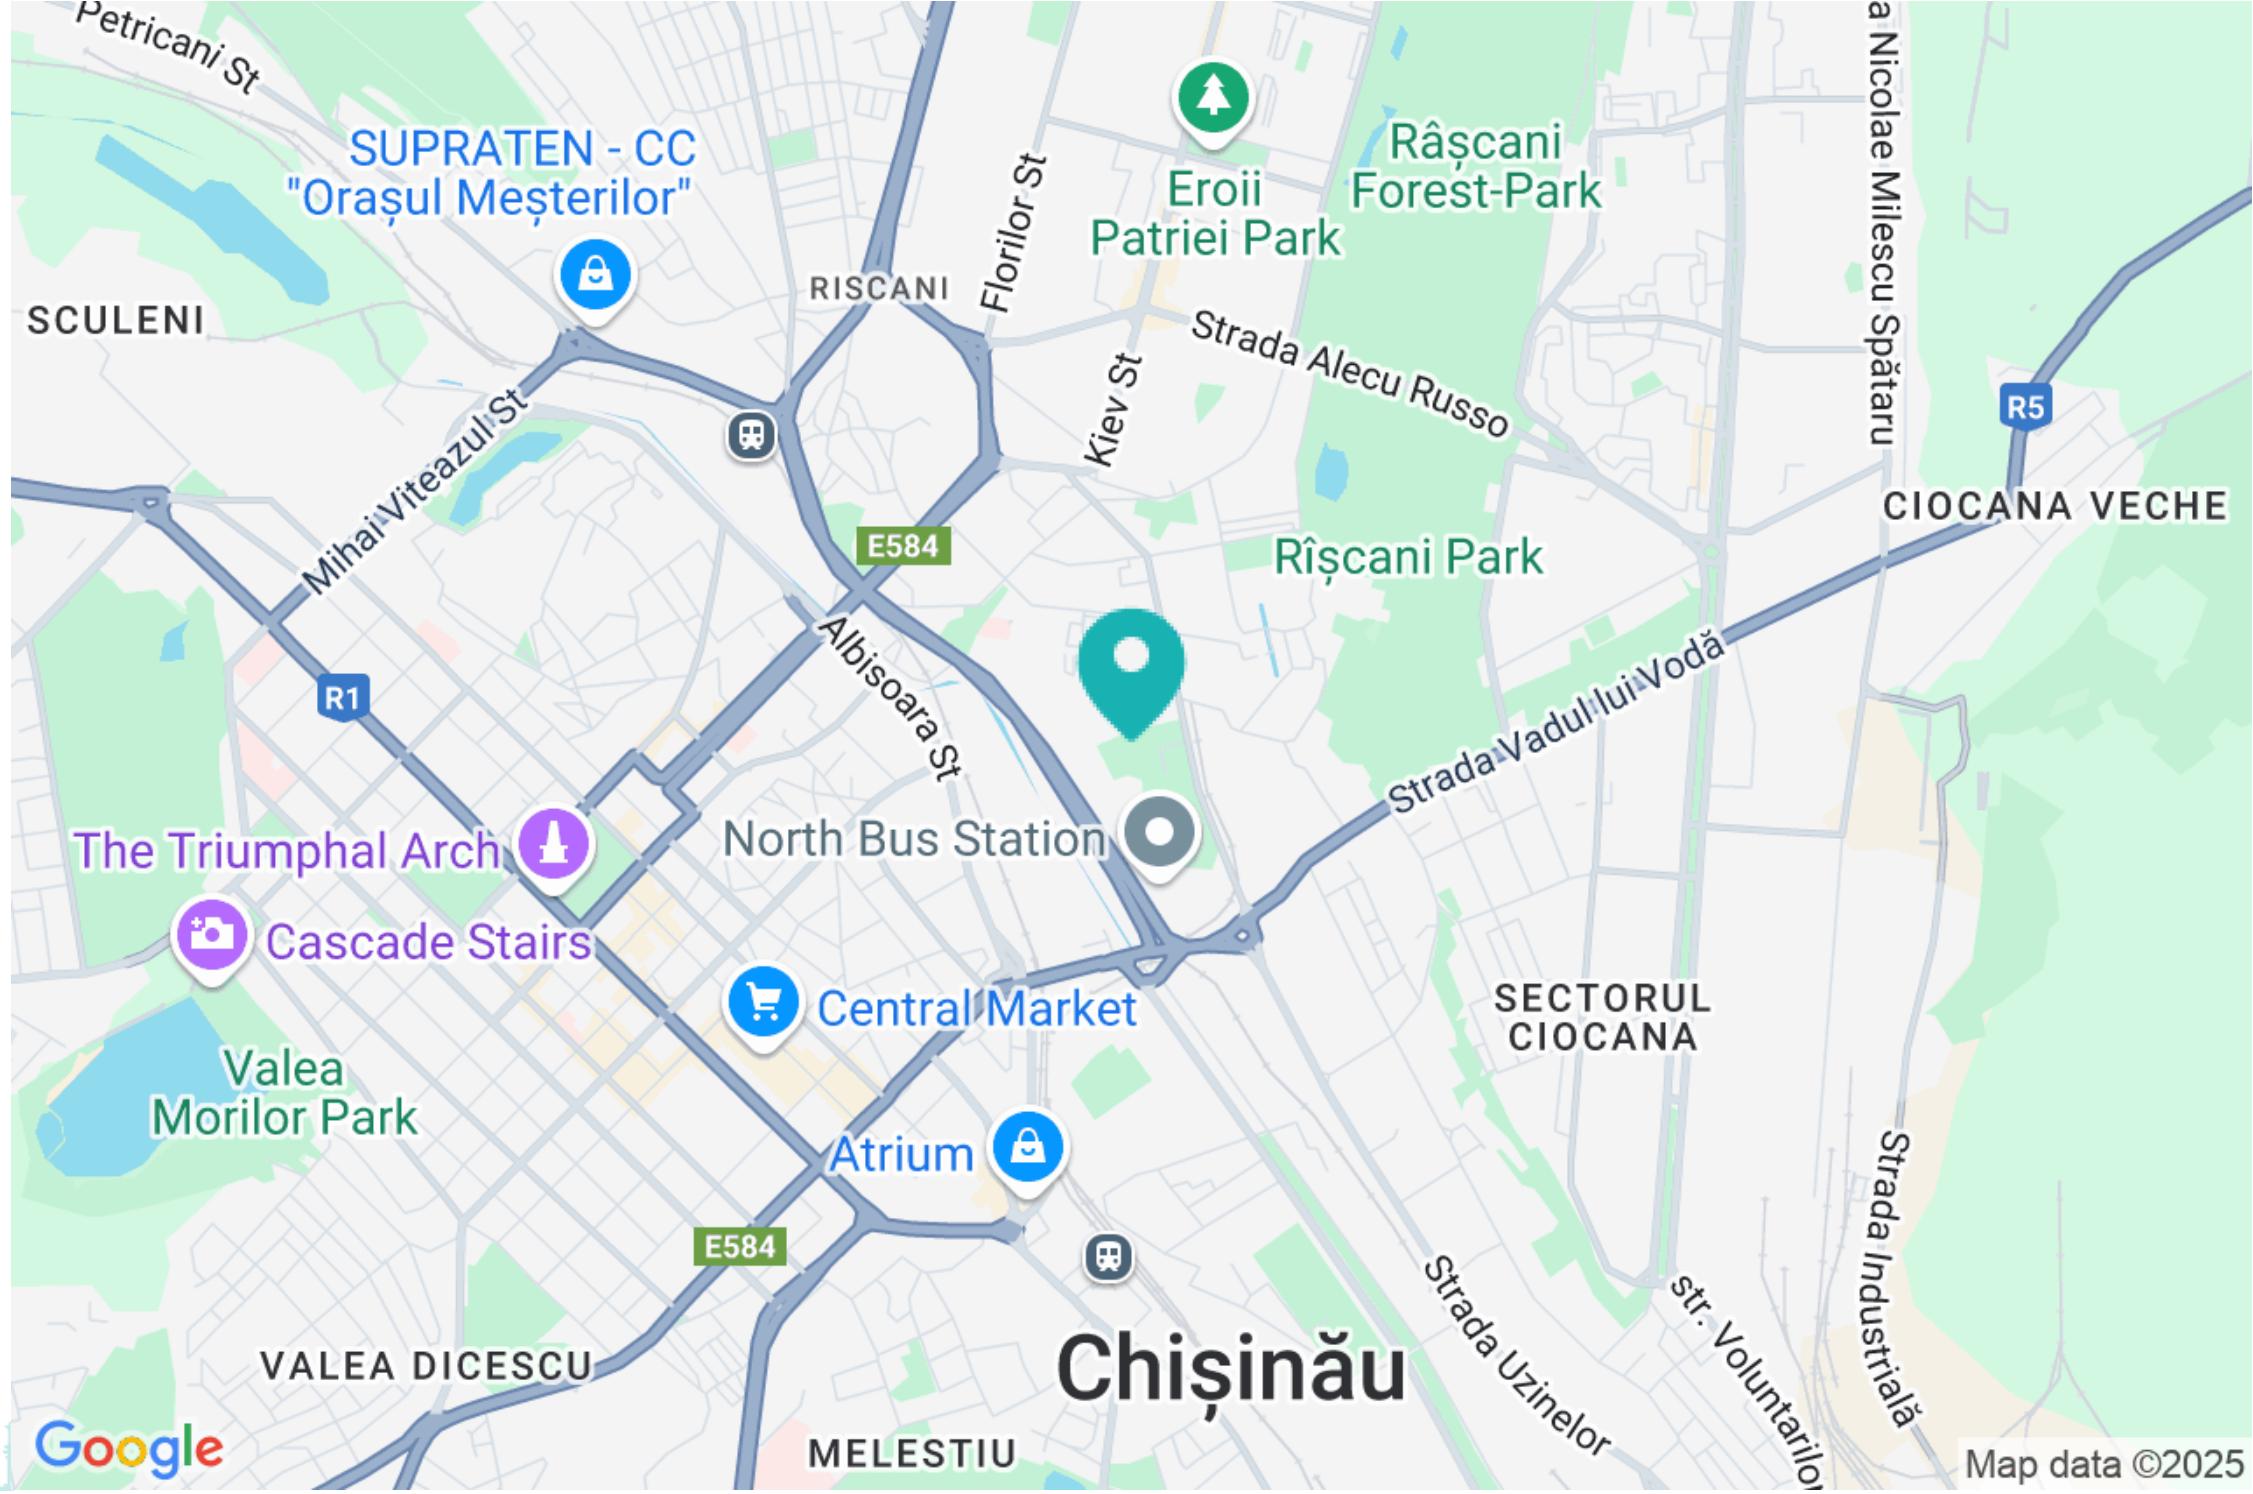 Petricani St
SUPRATEN - CC
"Orașul Meșterilor"
SCULENI
RISCANI
Florilor St
Eroii
Patriei Park
Râșcani
Forest-Park
a Nicolae Milescu Spătaru
Strada Alecu Russo
Kiev St
Mihai Viteazul St
R5
CIOCANA VECHE
E584
Rîșcani Park
Albisoara St
R1
Strada Vadul lui Vodă
The Triumphal Arch
North Bus Station
Cascade Stairs
Central Market
SECTORUL
CIOCANA
Valea
Morilor Park
Atrium
Strada Industrială
E584
Strada Uzinelor
str. Voluntarilor
VALEA DICESCU
Chișinău
MELESTIU
Google
Map data ©2025